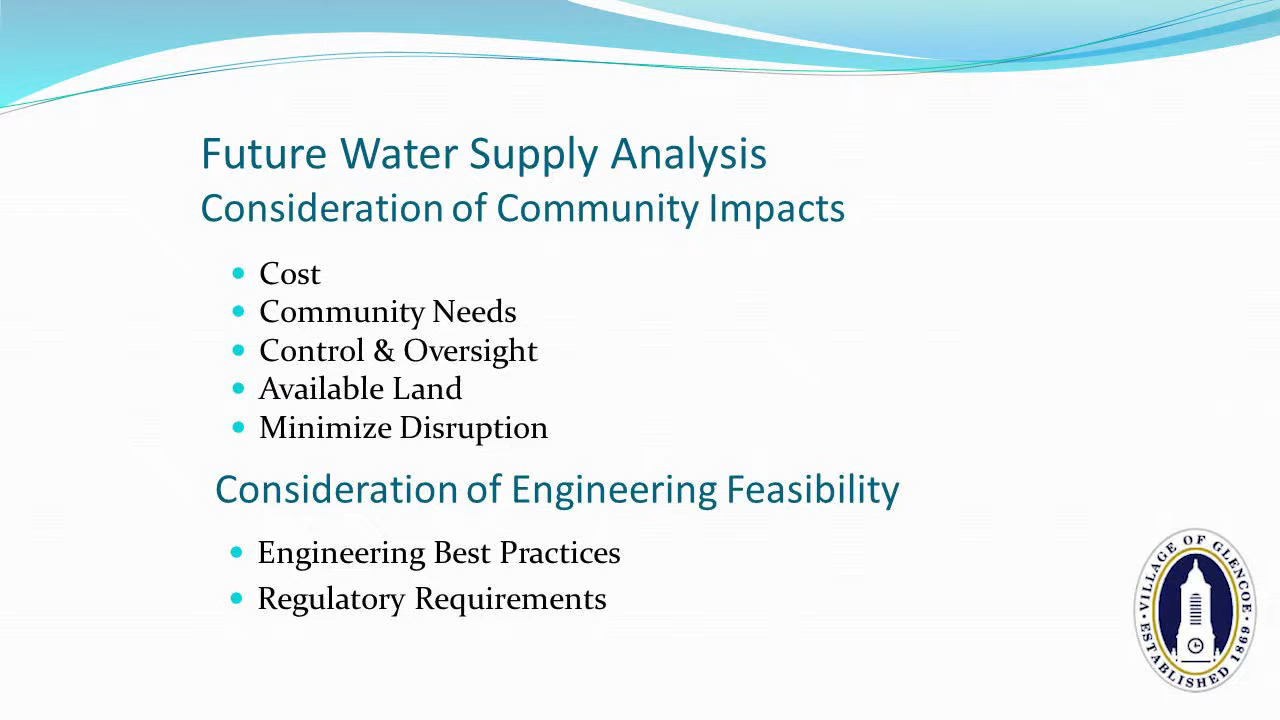 Future Water Supply Analysis
Consideration of Community Impacts
• Cost
• Community Needs
• Control & Oversight
• Available Land
• Minimize Disruption
Consideration of Engineering Feasibility
• Engineering Best Practices
• Regulatory Requirements
· VILLAGE OF GLENCOE ·
ESTABLISHED 1869